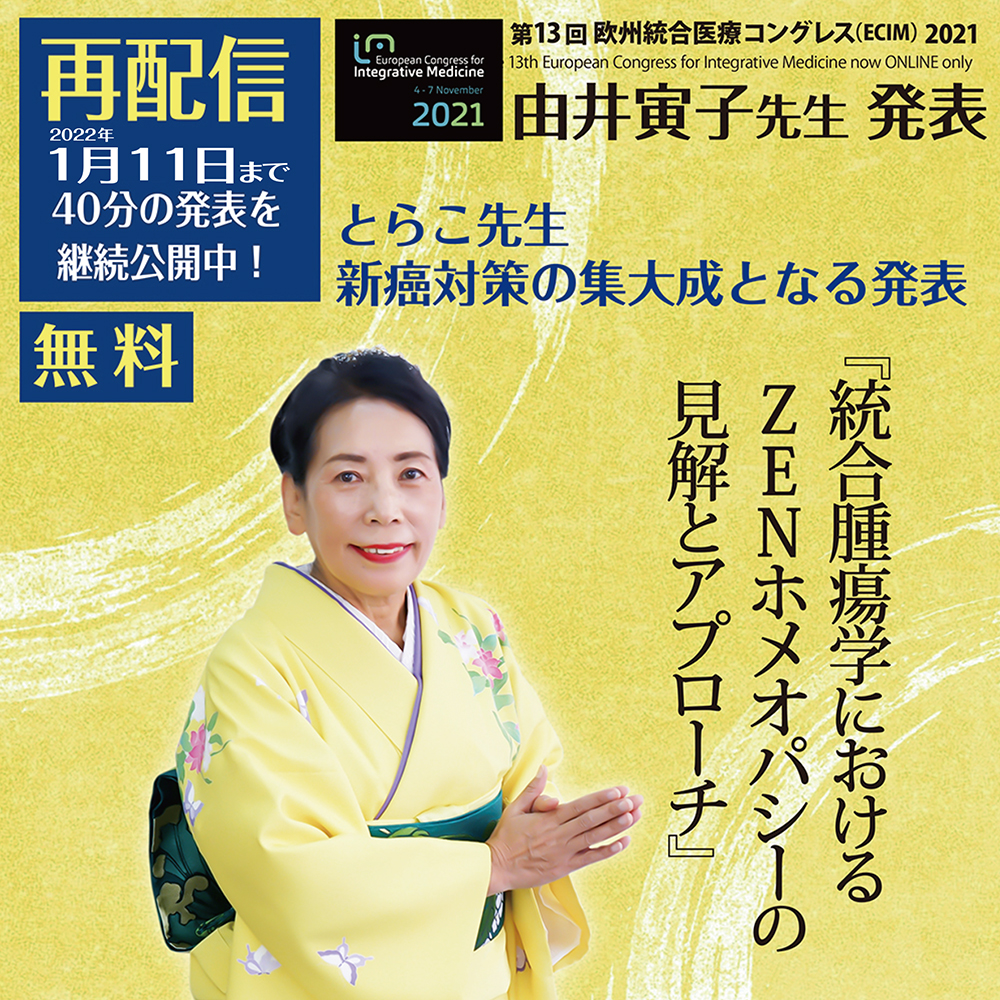 再配信
2022年
1月11日まで
40分の発表を
継続公開中！
無料
European Congress for
Integrative Medicine
4 - 7 November
2021
第13回 欧州統合医療コングレス(ECIM) 2021
13th European Congress for Integrative Medicine now ONLINE only
由井寅子先生 発表
とらこ先生
新癌対策の集大成となる発表
『統合腫瘍学における
ZENホメオパシーの
見解とアプローチ』